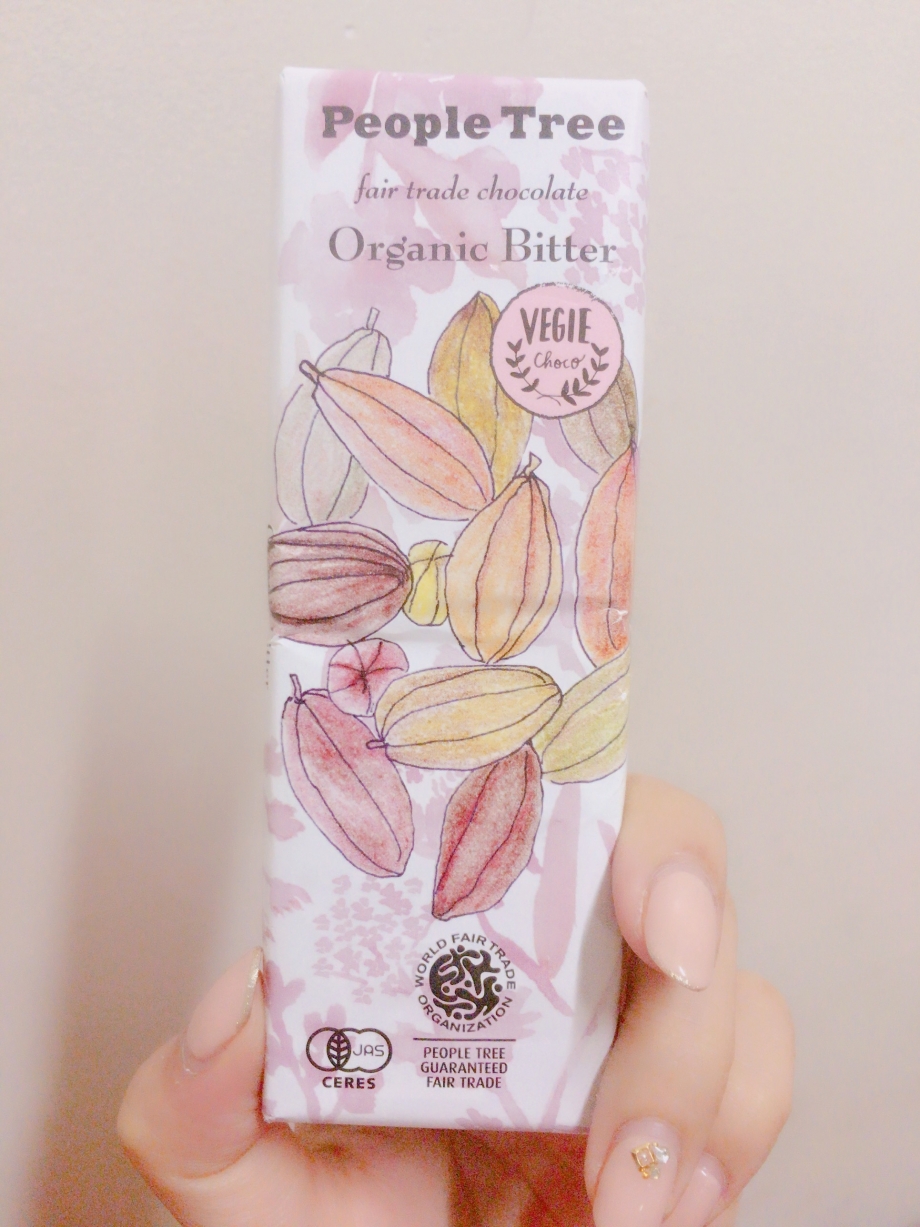 People Tree
fair trade chocolate
Organic Bitter
VEGIE
choco
WORLD FAIR TRADE ORGANIZATION
JAS
CERES
PEOPLE TREE
GUARANTEED
FAIR TRADE